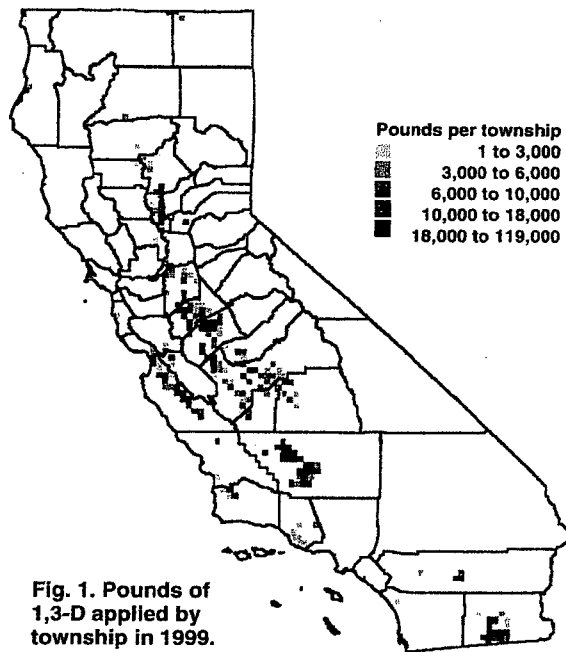 Pounds per township
1 to 3,000
3,000 to 6,000
6,000 to 10,000
10,000 to 18,000
18,000 to 119,000
Fig. 1. Pounds of
1,3-D applied by
township in 1999.